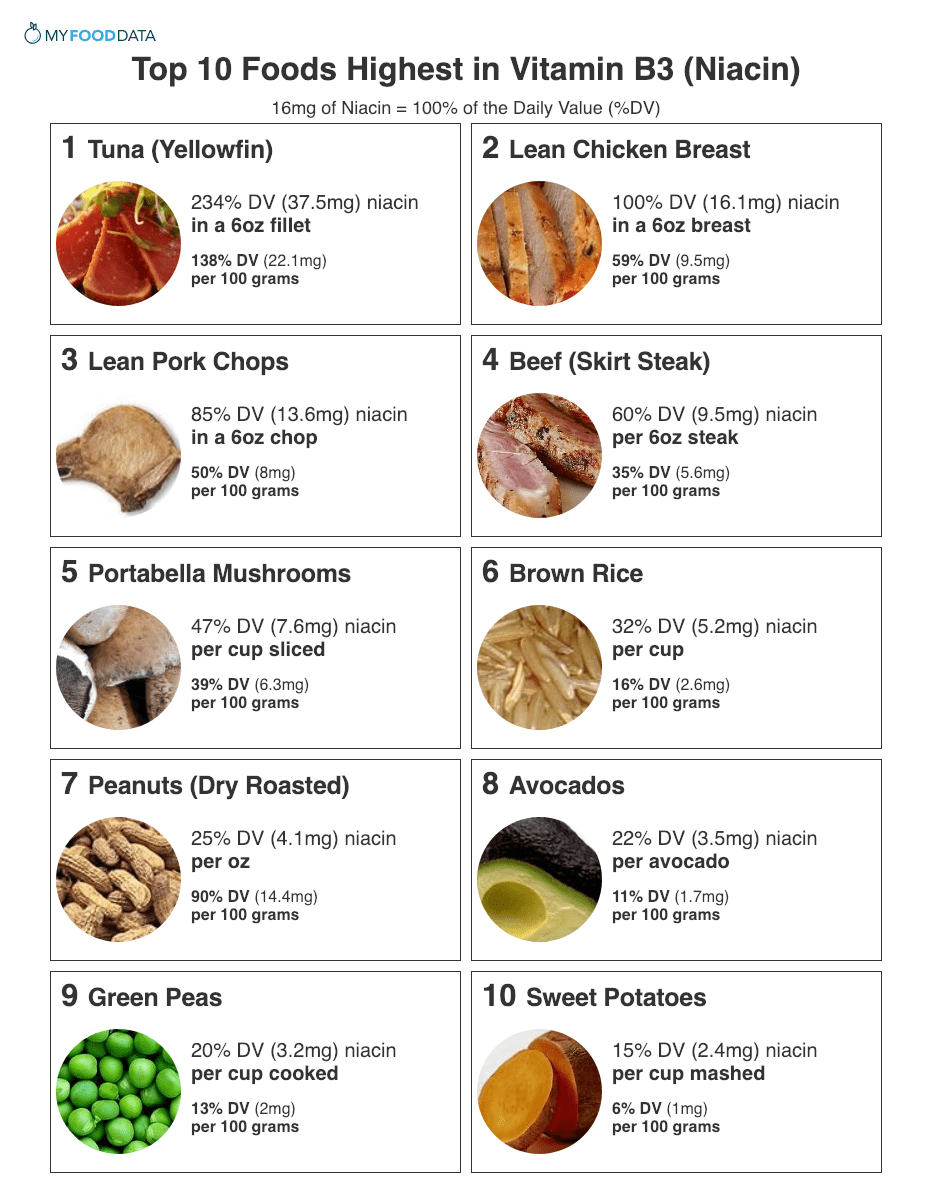 MYFOODDATA
Top 10 Foods Highest in Vitamin B3 (Niacin)
16mg of Niacin = 100% of the Daily Value (%DV)
1 Tuna (Yellowfin)
234% DV (37.5mg) niacin
in a 6oz fillet
138% DV (22.1mg)
per 100 grams
2 Lean Chicken Breast
100% DV (16.1mg) niacin
in a 6oz breast
59% DV (9.5mg)
per 100 grams
3 Lean Pork Chops
85% DV (13.6mg) niacin
in a 6oz chop
50% DV (8mg)
per 100 grams
4 Beef (Skirt Steak)
60% DV (9.5mg) niacin
per 6oz steak
35% DV (5.6mg)
per 100 grams
5 Portabella Mushrooms
47% DV (7.6mg) niacin
per cup sliced
39% DV (6.3mg)
per 100 grams
6 Brown Rice
32% DV (5.2mg) niacin
per cup
16% DV (2.6mg)
per 100 grams
7 Peanuts (Dry Roasted)
25% DV (4.1mg) niacin
per oz
90% DV (14.4mg)
per 100 grams
8 Avocados
22% DV (3.5mg) niacin
per avocado
11% DV (1.7mg)
per 100 grams
9 Green Peas
20% DV (3.2mg) niacin
per cup cooked
13% DV (2mg)
per 100 grams
10 Sweet Potatoes
15% DV (2.4mg) niacin
per cup mashed
6% DV (1mg)
per 100 grams